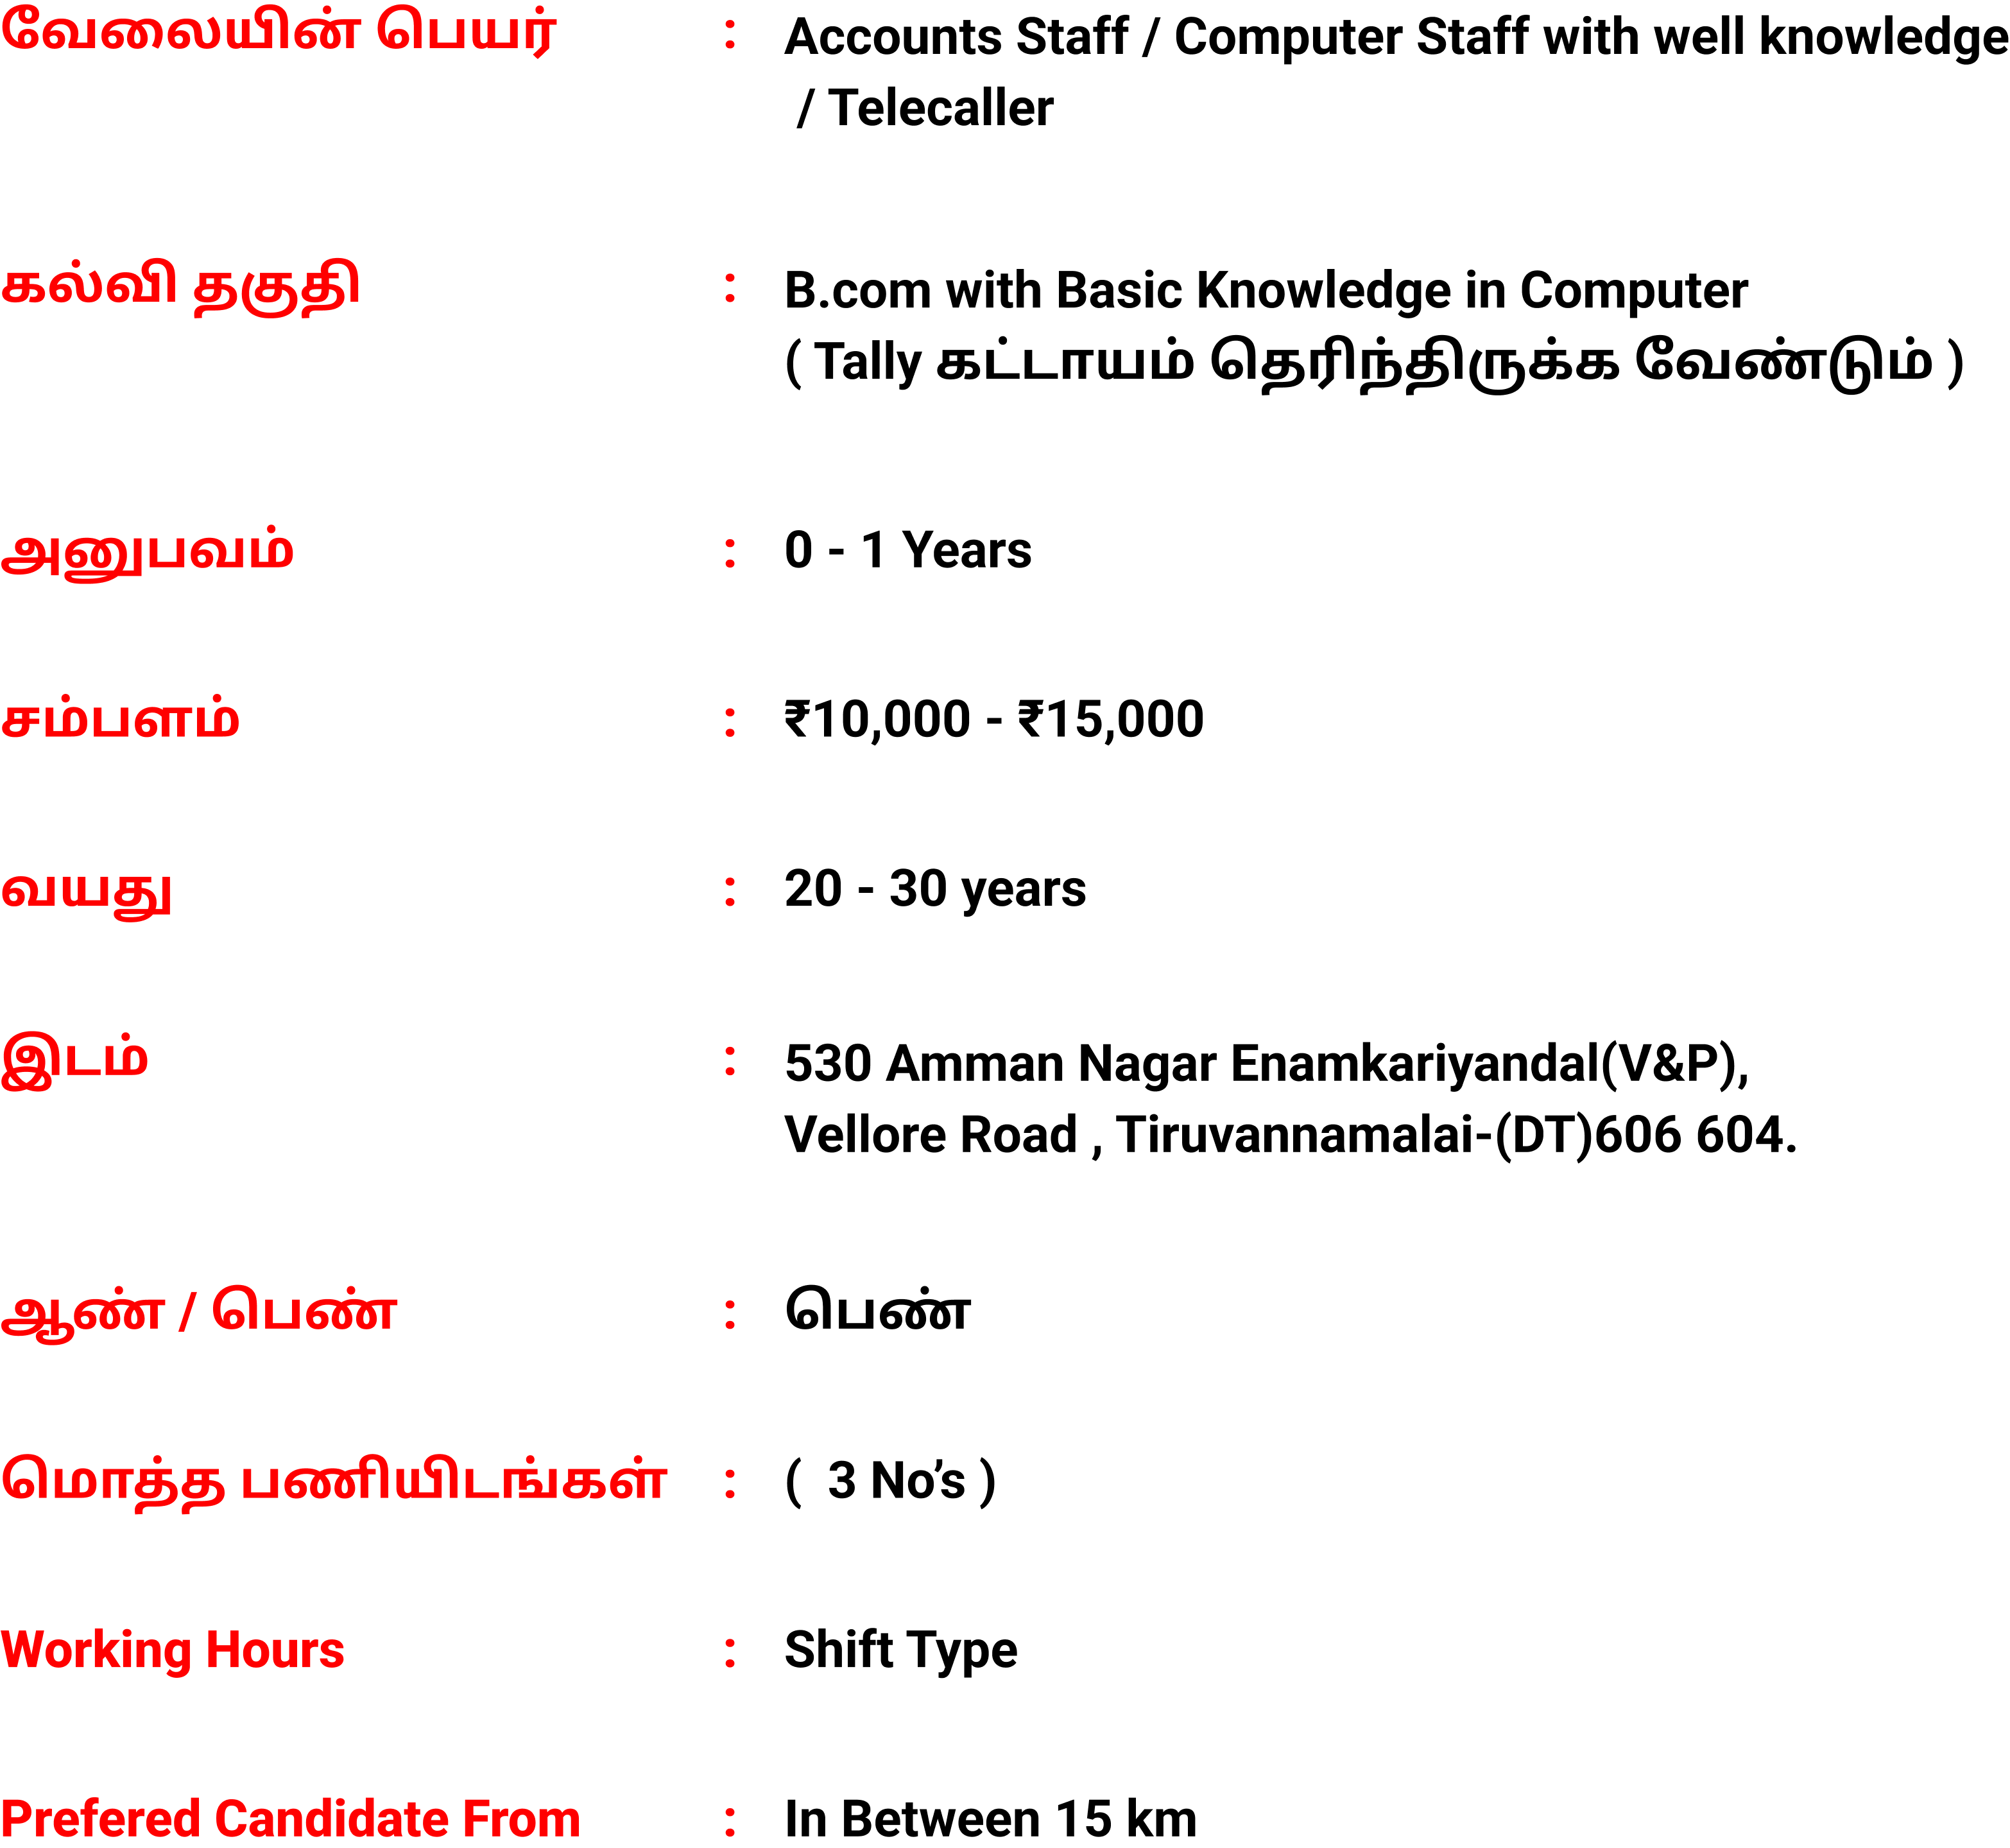 வேலையின் பெயர் : Accounts Staff / Computer Staff with well knowledge
/ Telecaller
கல்வி தகுதி : B.com with Basic Knowledge in Computer
( Tally கட்டாயம் தெரிந்திருக்க வேண்டும் )
அனுபவம் : 0 - 1 Years
சம்பளம் : ₹10,000 - ₹15,000
வயது : 20 - 30 years
இடம் : 530 Amman Nagar Enamkariyandal(V&P),
Vellore Road , Tiruvannamalai-(DT)606 604.
ஆண் / பெண் : பெண்
மொத்த பணியிடங்கள் : ( 3 No’s )
Working Hours : Shift Type
Prefered Candidate From : In Between 15 km